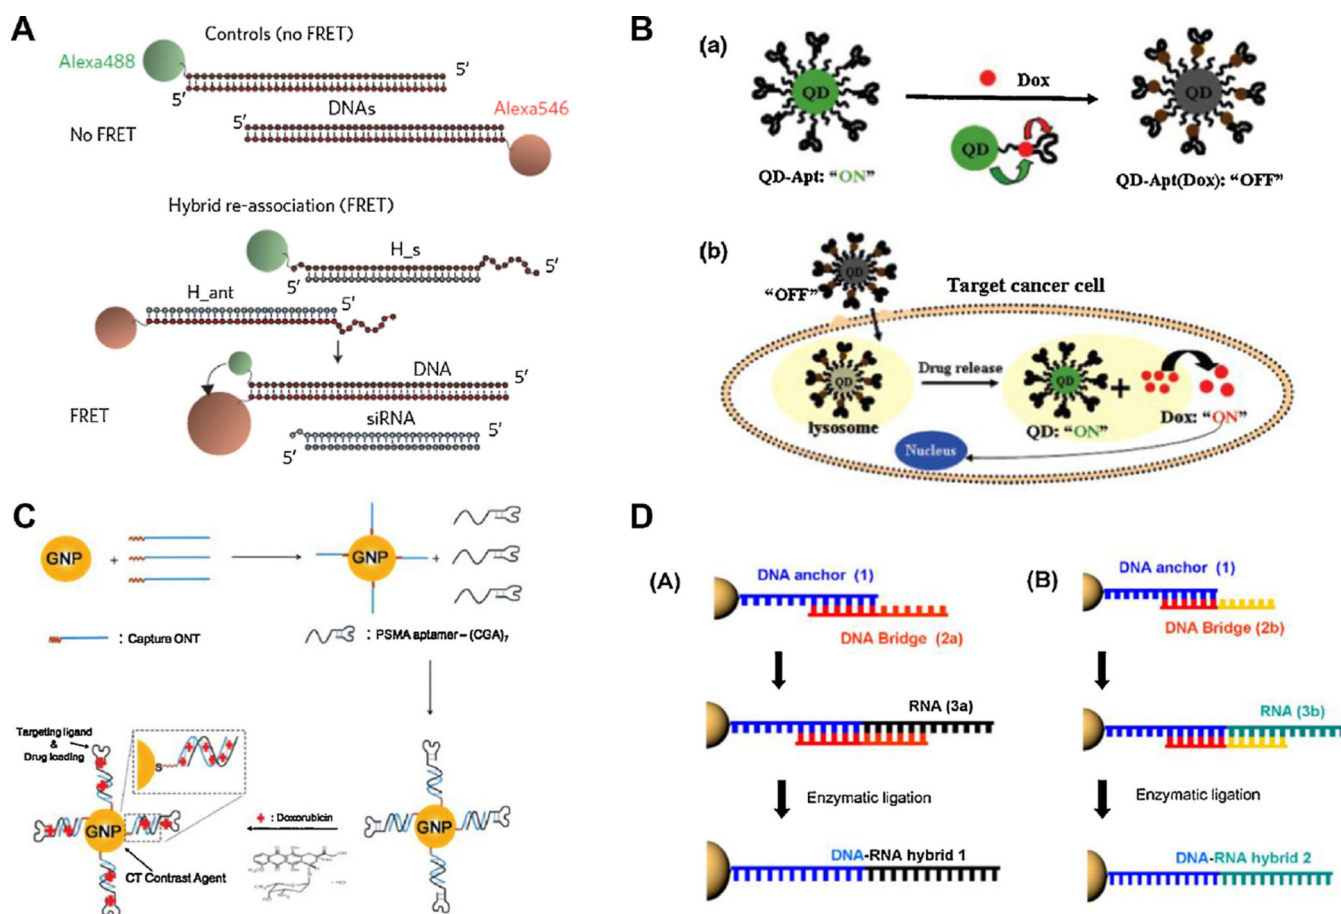 A
Controls (no FRET)
Alexa488
5′
5′
DNAs
Alexa546
5′
No FRET
Hybrid re-association (FRET)
H_s
5′
5′
H_ant
5′
DNA
5′
FRET
siRNA
5′
5′
B
(a)
QD
Dox
QD
QD
QD-Apt: “ON”
QD-Apt(Dox): “OFF”
(b)
QD
“OFF”
Target cancer cell
QD
Drug release
QD
+
lysosome
QD: “ON”
Dox: “ON”
Nucleus
C
GNP
+
GNP
+
: Capture ONT
: PSMA aptamer–(CGA)7
Targeting ligand
&
Drug loading
S
GNP
: Doxorubicin
GNP
CT Contrast Agent
D
(A)
DNA anchor (1)
DNA Bridge (2a)
RNA (3a)
Enzymatic ligation
DNA-RNA hybrid 1
(B)
DNA anchor (1)
DNA Bridge (2b)
RNA (3b)
Enzymatic ligation
DNA-RNA hybrid 2